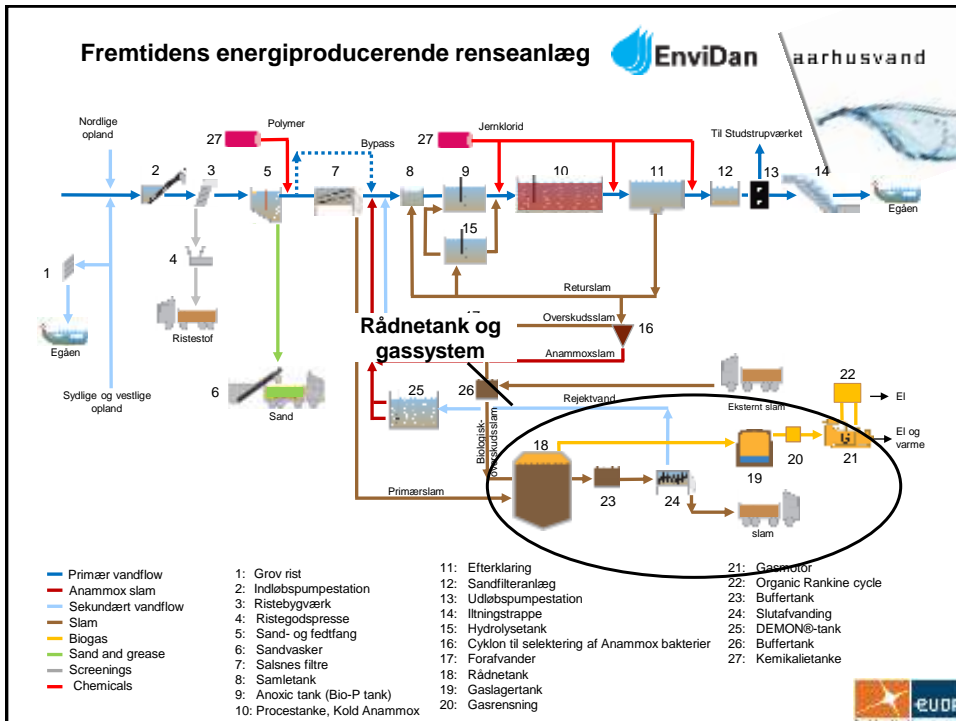 Fremtidens energiproducerende renseanlæg
EnviDan
aarhusvand
Nordlige
opland
27
Polymer
Bypass
27
Jernklorid
Til Studstrupværket
2
3
5
7
8
9
10
11
12
13
14
Egåen
15
1
4
Returslam
Ristestof
Egåen
Overskudsslam
16
Rådnetank og
gassystem
Anammoxslam
Sydlige og vestlige
opland
6
Sand
25
26
Rejektvand
Eksternt slam
22
El
El og
varme
Biologisk-
overskudsslam
18
19
20
21
Primærslam
23
24
slam
Primær vandflow
Anammox slam
Sekundært vandflow
Slam
Biogas
Sand and grease
Screenings
Chemicals
1: Grov rist
2: Indløbspumpestation
3: Ristebygværk
4: Ristegodspresse
5: Sand- og fedtfang
6: Sandvasker
7: Salsnes filtre
8: Samletank
9: Anoxic tank (Bio-P tank)
10: Procestanke, Kold Anammox
11: Efterklaring
12: Sandfilteranlæg
13: Udløbspumpestation
14: Iltningstrappe
15: Hydrolysetank
16: Cyklon til selektering af Anammox bakterier
17: Forafvander
18: Rådnetank
19: Gaslagertank
20: Gasrensning
21: Gasmotor
22: Organic Rankine cycle
23: Buffertank
24: Slutafvanding
25: DEMON®-tank
26: Buffertank
27: Kemikalietanke